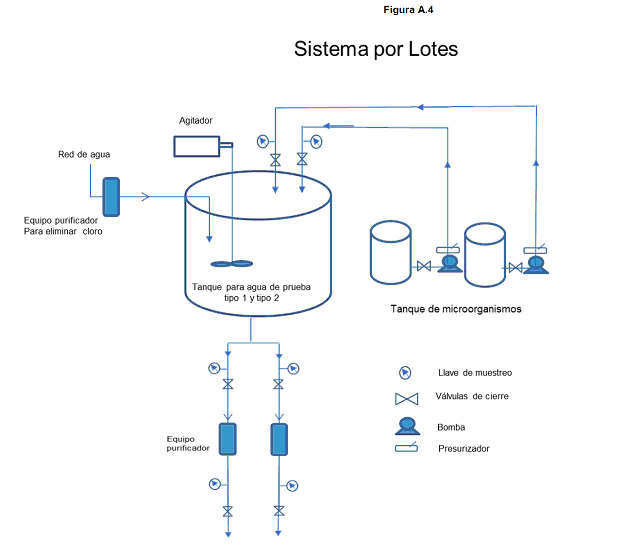 Figura A.4
Sistema por Lotes
Agitador
Red de agua
Equipo purificador
Para eliminar cloro
Tanque para agua de prueba
tipo 1 y tipo 2
Tanque de microorganismos
Llave de muestreo
Válvulas de cierre
Bomba
Presurizador
Equipo
purificador